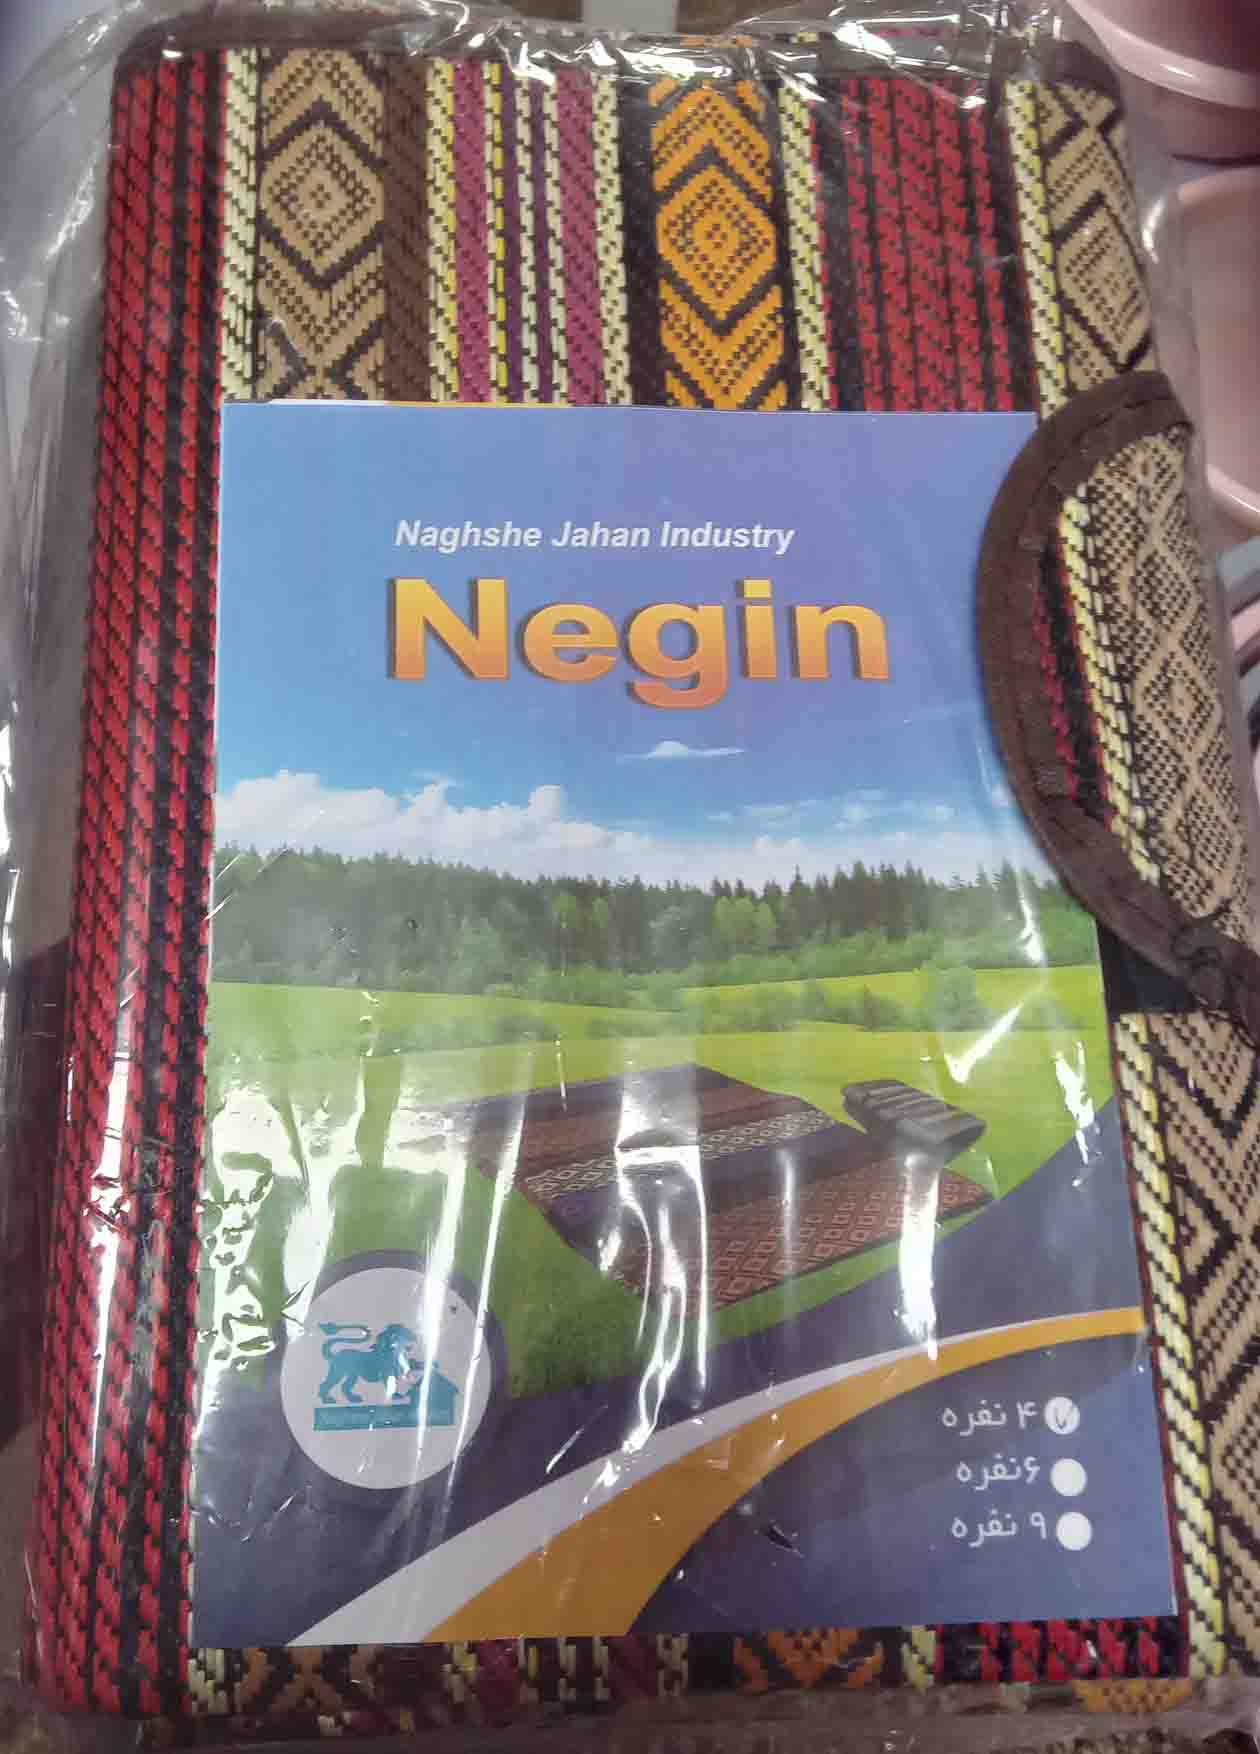 Naghshe Jahan Industry
Negin
۴ نفره
۶نفره
۹ نفره